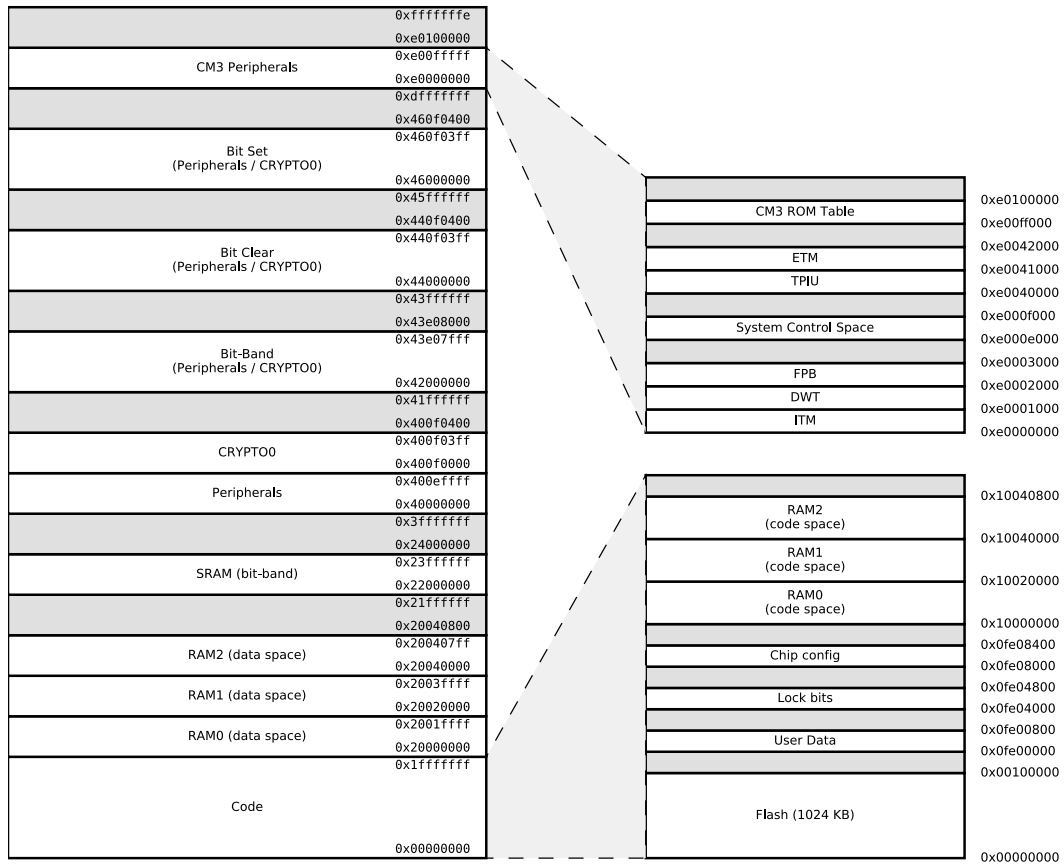 0xfffffffe
0xe0100000
0xe00fffff
CM3 Peripherals
0xe0000000
0xdfffffff
0x460f0400
0x460f03ff
Bit Set
(Peripherals / CRYPTO0)
0x46000000
0x45ffffff
0x440f0400
0x440f03ff
Bit Clear
(Peripherals / CRYPTO0)
0x44000000
0x43ffffff
0x43e08000
0x43e07fff
Bit-Band
(Peripherals / CRYPTO0)
0x42000000
0x41ffffff
0x400f0400
0x400f03ff
CRYPTO0
0x400f0000
0x400effff
Peripherals
0x40000000
0x3fffffff
0x24000000
0x23ffffff
SRAM (bit-band)
0x22000000
0x21ffffff
0x20040800
0x200407ff
RAM2 (data space)
0x20040000
0x2003ffff
RAM1 (data space)
0x20020000
0x2001ffff
RAM0 (data space)
0x20000000
0x1fffffff
Code
0x00000000
0xe0100000
CM3 ROM Table
0xe00ff000
0xe0042000
ETM
0xe0041000
TPIU
0xe0040000
0xe000f000
System Control Space
0xe000e000
0xe0003000
FPB
0xe0002000
DWT
0xe0001000
ITM
0xe0000000
0x10040800
RAM2
(code space)
0x10040000
RAM1
(code space)
0x10020000
RAM0
(code space)
0x10000000
0x0fe08400
Chip config
0x0fe08000
0x0fe04800
Lock bits
0x0fe04000
0x0fe00800
User Data
0x0fe00000
0x00100000
Flash (1024 KB)
0x00000000